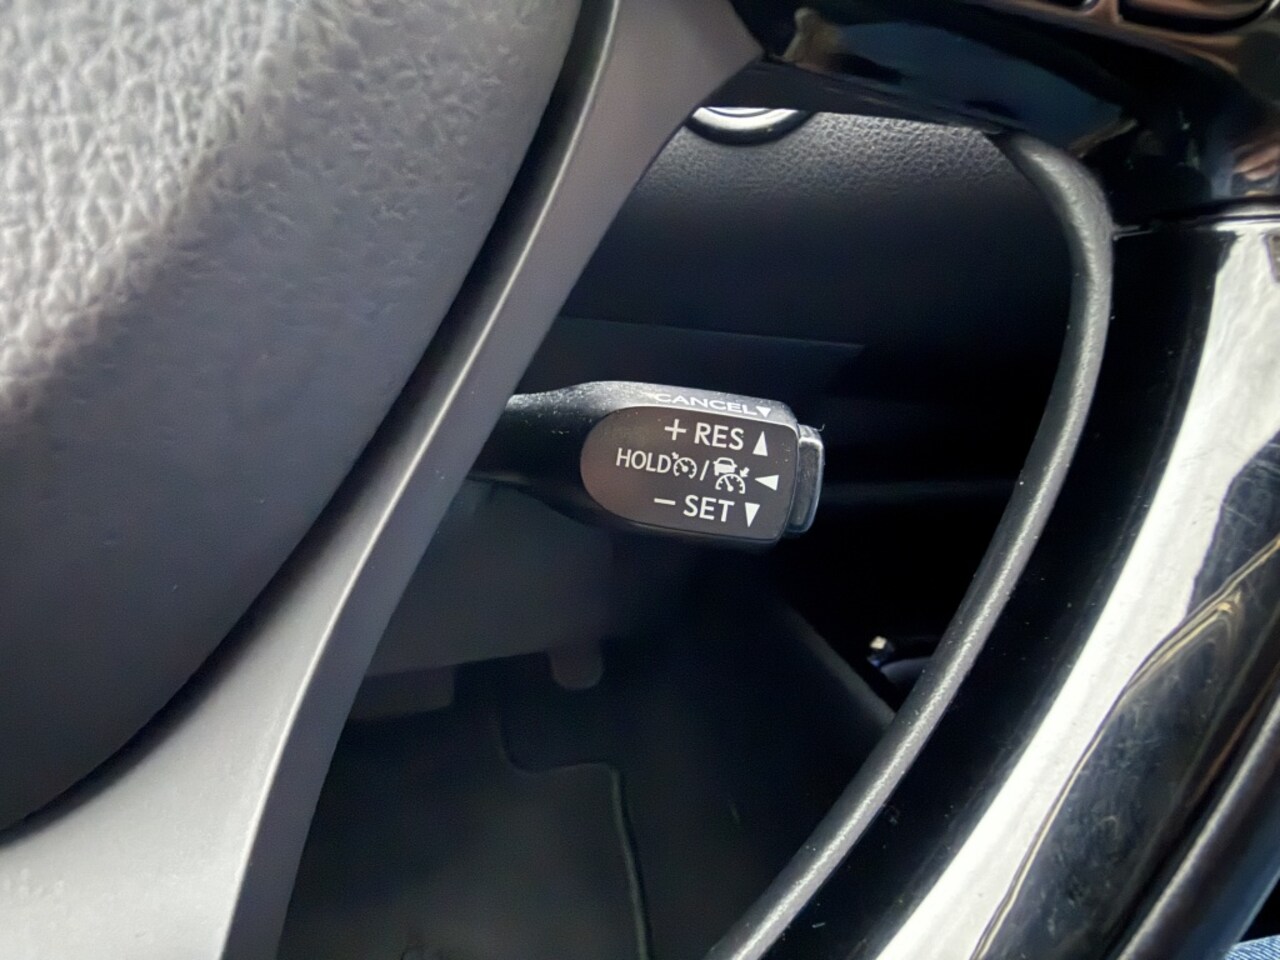 CANCEL▼
+ RES ▲
HOLD / ◀
− SET ▼